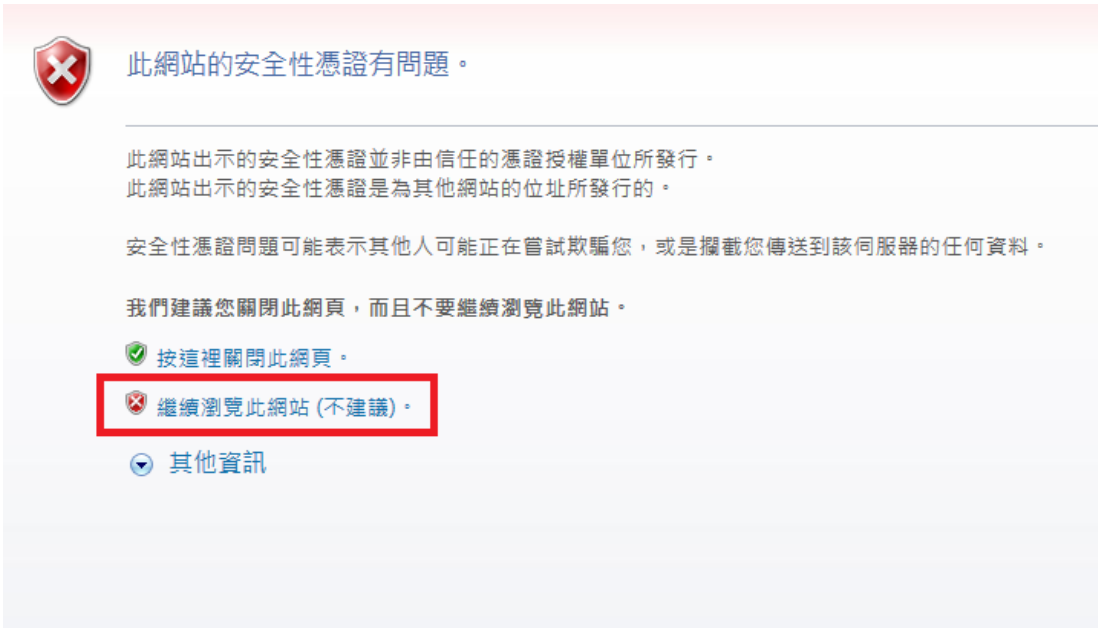 此網站的安全性憑證有問題。
此網站出示的安全性憑證並非由信任的憑證授權單位所發行。
此網站出示的安全性憑證是為其他網站的位址所發行的。
安全性憑證問題可能表示其他人可能正在嘗試欺騙您，或是攔截您傳送到該伺服器的任何資料。
我們建議您關閉此網頁，而且不要繼續瀏覽此網站。
按這裡關閉此網頁。
繼續瀏覽此網站 (不建議)。
其他資訊